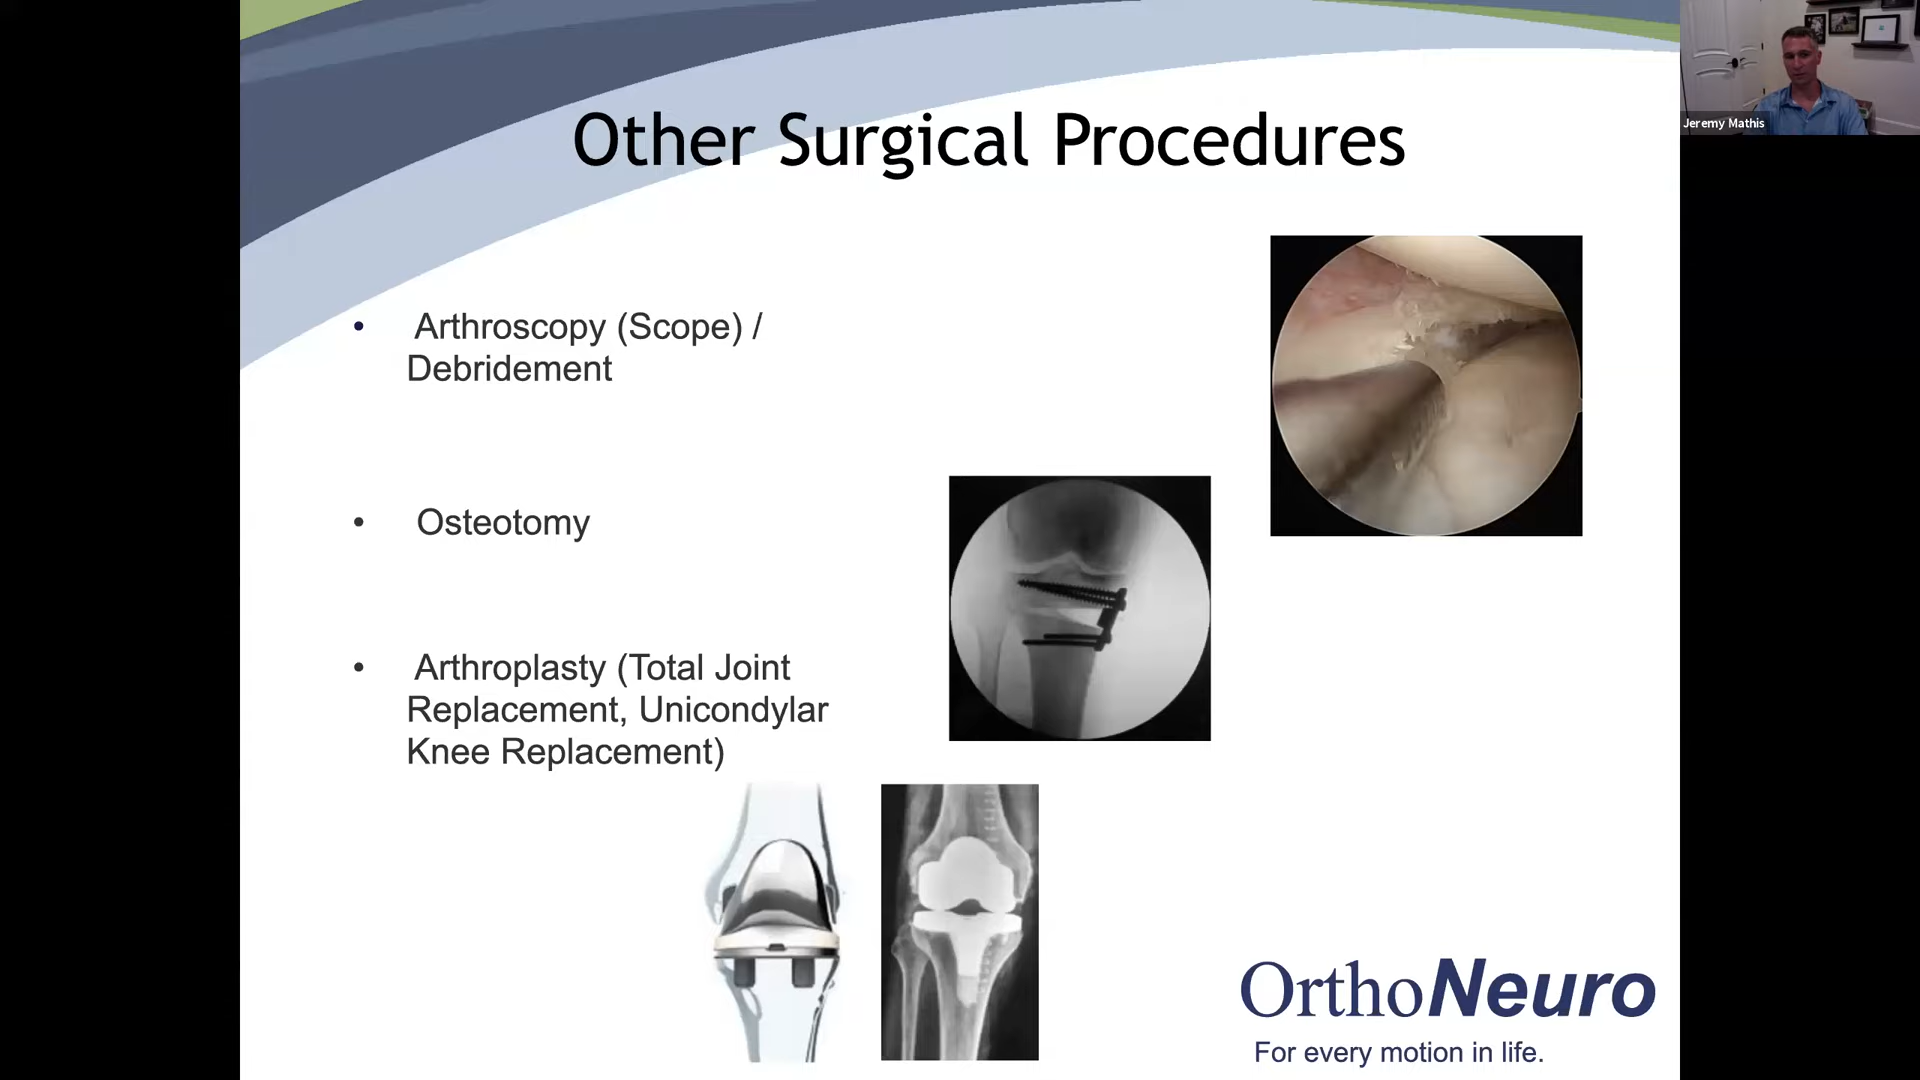 Other Surgical Procedures
Jeremy Mathis
• Arthroscopy (Scope) /
Debridement
• Osteotomy
• Arthroplasty (Total Joint
Replacement, Unicondylar
Knee Replacement)
OrthoNeuro
For every motion in life.